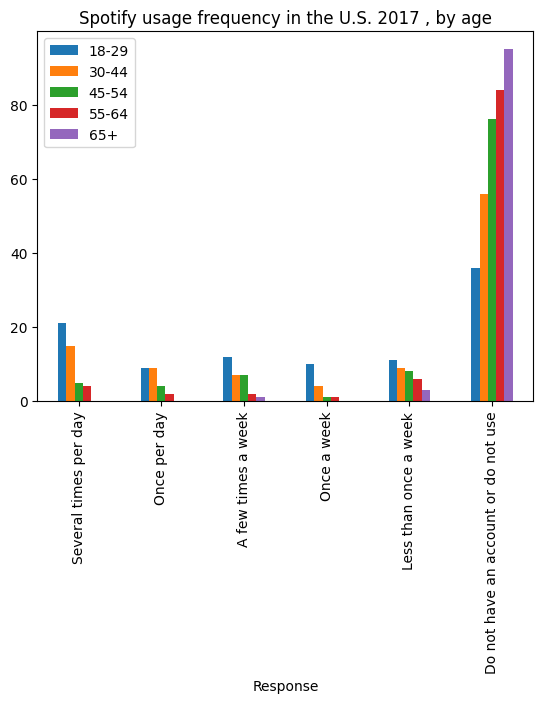 Spotify usage frequency in the U.S. 2017 , by age
18-29
30-44
45-54
55-64
65+
80
60
40
20
0
Several times per day
Once per day
A few times a week
Once a week
Less than once a week
Do not have an account or do not use
Response